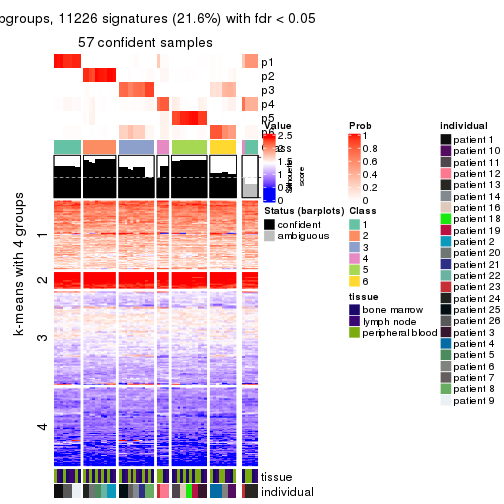 ogroups, 11226 signatures (21.6%) with fdr < 0.05
57 confident samples
p1
p2
p3
p4
p5
p6
Class
Silhouette
score
k-means with 4 groups
1
2
3
4
tissue
individual
Value
2.5
2
1.5
1
0.5
0
Status (barplots)
confident
ambiguous
Prob
1
0.8
0.6
0.4
0.2
0
Class
1
2
3
4
5
6
tissue
bone marrow
lymph node
peripheral blood
individual
patient 1
patient 10
patient 11
patient 12
patient 13
patient 14
patient 16
patient 18
patient 19
patient 2
patient 20
patient 21
patient 22
patient 23
patient 24
patient 25
patient 26
patient 3
patient 4
patient 5
patient 6
patient 7
patient 8
patient 9